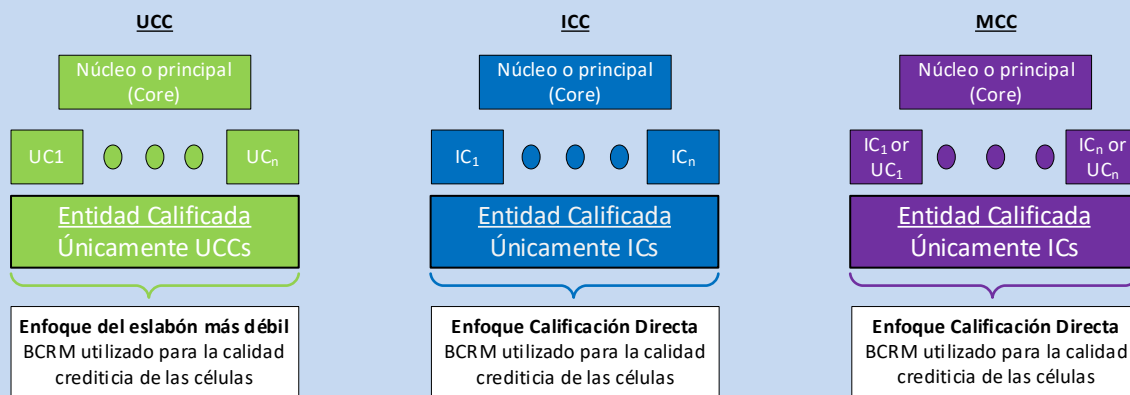 UCC
Núcleo o principal
(Core)
UC1
UCn
Entidad Calificada
Únicamente UCCs
Enfoque del eslabón más débil
BCRM utilizado para la calidad
crediticia de las células
ICC
Núcleo o principal
(Core)
IC1
ICn
Entidad Calificada
Únicamente ICs
Enfoque Calificación Directa
BCRM utilizado para la calidad
crediticia de las células
MCC
Núcleo o principal
(Core)
IC1 or
UC1
ICn or
UCn
Entidad Calificada
Únicamente ICs
Enfoque Calificación Directa
BCRM utilizado para la calidad
crediticia de las células